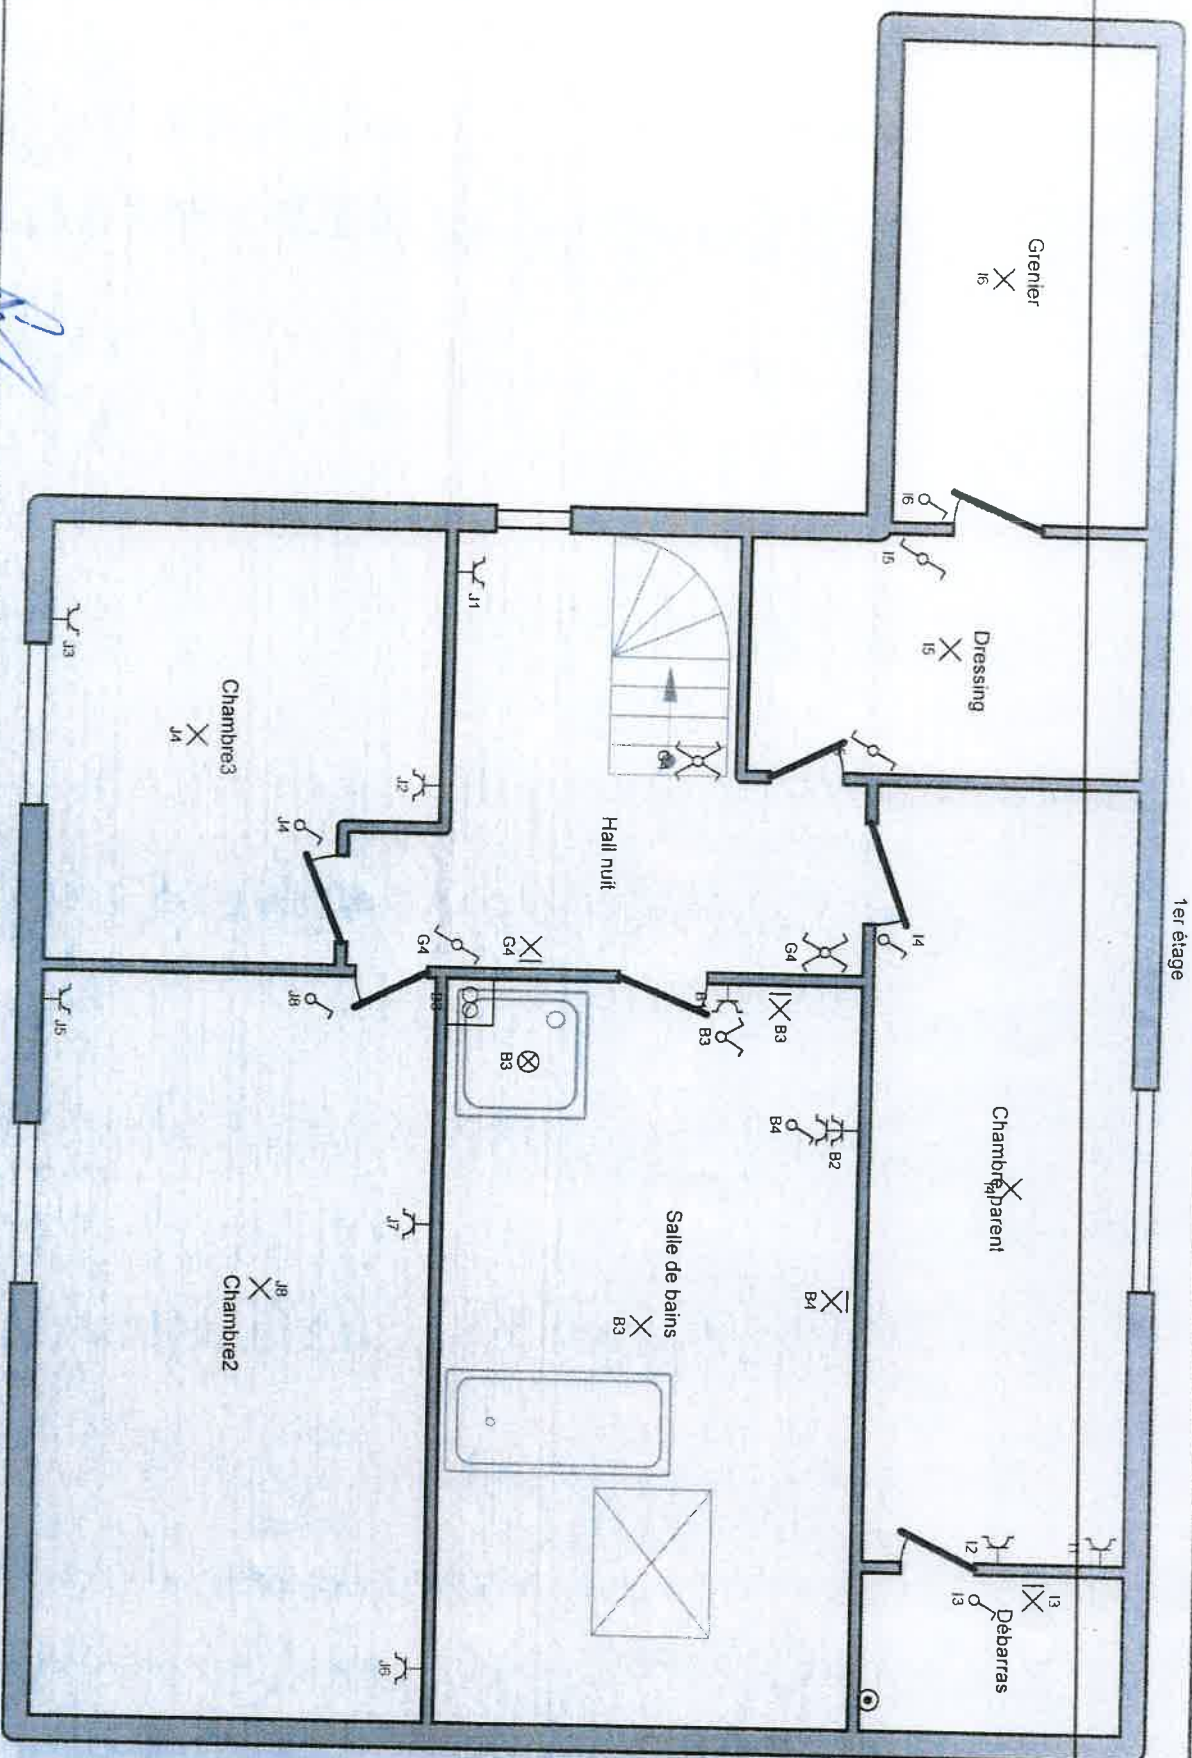 1er étage
I3
Grenier
Débarras
Chambre parent
I6
Dressing
I2
I3
I5
I4
I6
I5
B2
B4
G4
B3
B4
B3
Salle de bains
B3
Hall nuit
G4
B3
J1
G4
J2
J7
J6
J8
J4
J8
Chambre3
Chambre2
J4
J3
J5